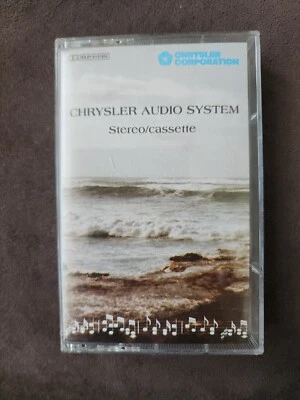 CHRYSLER
CORPORATION
CHRYSLER AUDIO SYSTEM
Stereo/cassette